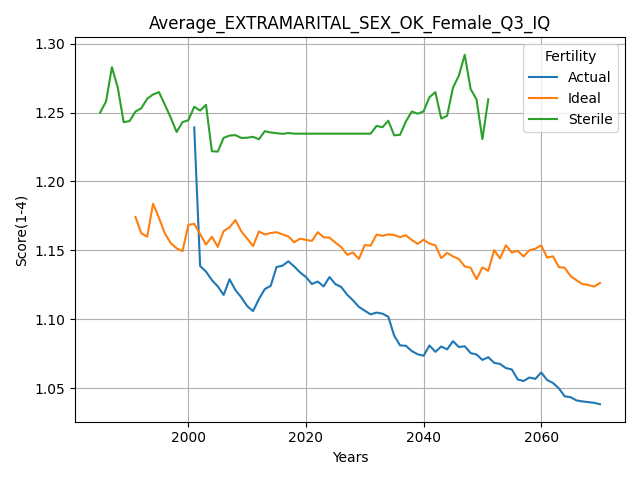 Average_EXTRAMARITAL_SEX_OK_Female_Q3_IQ
1.30
1.25
1.20
1.15
1.10
1.05
Score(1-4)
Fertility
Actual
Ideal
Sterile
2000 2020 2040 2060
Years